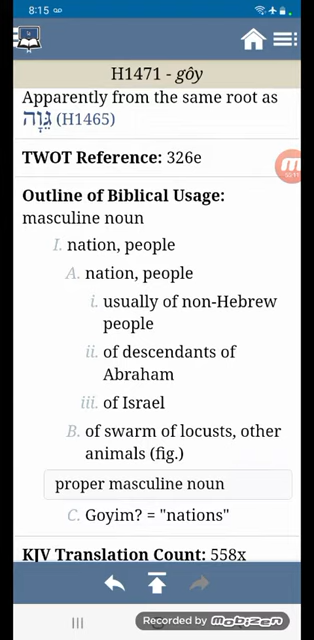 8:15
H1471 - gôy
Apparently from the same root as
גֵּוָה (H1465)
TWOT Reference: 326e
Outline of Biblical Usage:
masculine noun
I. nation, people
A. nation, people
i. usually of non-Hebrew
people
ii. of descendants of
Abraham
iii. of Israel
B. of swarm of locusts, other
animals (fig.)
proper masculine noun
C. Goyim? = "nations"
KJV Translation Count: 558x
Recorded by Mobizen